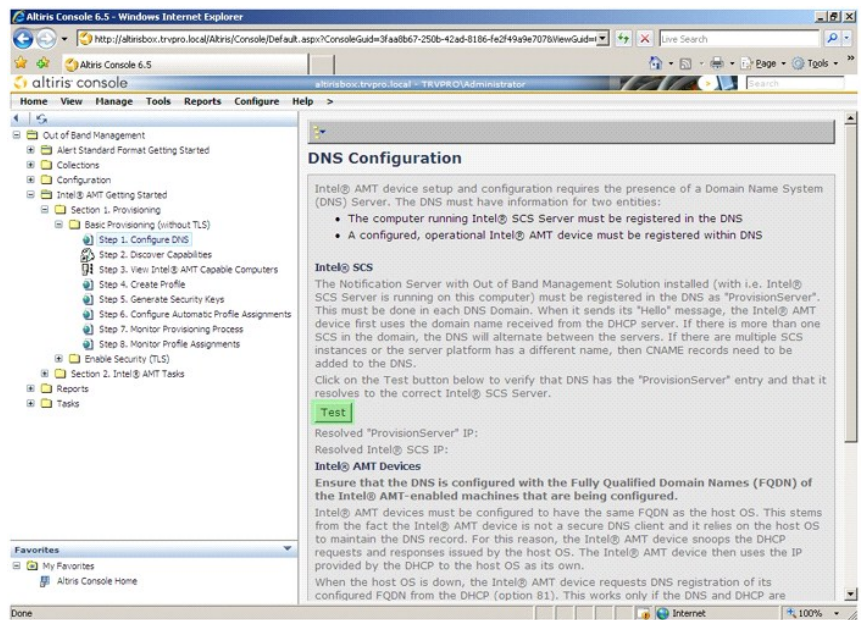 Altiris Console 6.5 - Windows Internet Explorer
http://altirisbox.trvpro.local/Altiris/Console/Default.aspx?ConsoleGuid=3faa8b67-250b-42ad-8186-fe2f49a9e707&ViewGuid=
Live Search
Altiris Console 6.5
Page
Tools
altiris console
altirisbox.trvpro.local - TRVPRO\Administrator
Search
Home View Manage Tools Reports Configure Help >
Out of Band Management
Alert Standard Format Getting Started
Collections
Configuration
Intel® AMT Getting Started
Section 1. Provisioning
Basic Provisioning (without TLS)
Step 1. Configure DNS
Step 2. Discover Capabilities
Step 3. View Intel® AMT Capable Computers
Step 4. Create Profile
Step 5. Generate Security Keys
Step 6. Configure Automatic Profile Assignments
Step 7. Monitor Provisioning Process
Step 8. Monitor Profile Assignments
Enable Security (TLS)
Section 2. Intel® AMT Tasks
Reports
Tasks
Favorites
My Favorites
Altiris Console Home
DNS Configuration
Intel® AMT device setup and configuration requires the presence of a Domain Name System
(DNS) Server. The DNS must have information for two entities:
• The computer running Intel® SCS Server must be registered in the DNS
• A configured, operational Intel® AMT device must be registered within DNS
Intel® SCS
The Notification Server with Out of Band Management Solution installed (with i.e. Intel®
SCS Server is running on this computer) must be registered in the DNS as "ProvisionServer".
This must be done in each DNS Domain. When it sends its "Hello" message, the Intel® AMT
device first uses the domain name received from the DHCP server. If there is more than one
SCS in the domain, the DNS will alternate between the servers. If there are multiple SCS
instances or the server platform has a different name, then CNAME records need to be
added to the DNS.
Click on the Test button below to verify that DNS has the "ProvisionServer" entry and that it
resolves to the correct Intel® SCS Server.
Test
Resolved "ProvisionServer" IP:
Resolved Intel® SCS IP:
Intel® AMT Devices
Ensure that the DNS is configured with the Fully Qualified Domain Names (FQDN) of
the Intel® AMT-enabled machines that are being configured.
Intel® AMT devices must be configured to have the same FQDN as the host OS. This stems
from the fact the Intel® AMT device is not a secure DNS client and it relies on the host OS
to maintain the DNS record. For this reason, the Intel® AMT device snoops the DHCP
requests and responses issued by the host OS. The Intel® AMT device then uses the IP
provided by the DHCP to the host OS as its own.
When the host OS is down, the Intel® AMT device requests DNS registration of its
configured FQDN from the DHCP (option 81). This works only if the DNS and DHCP are
Done
Internet
100%